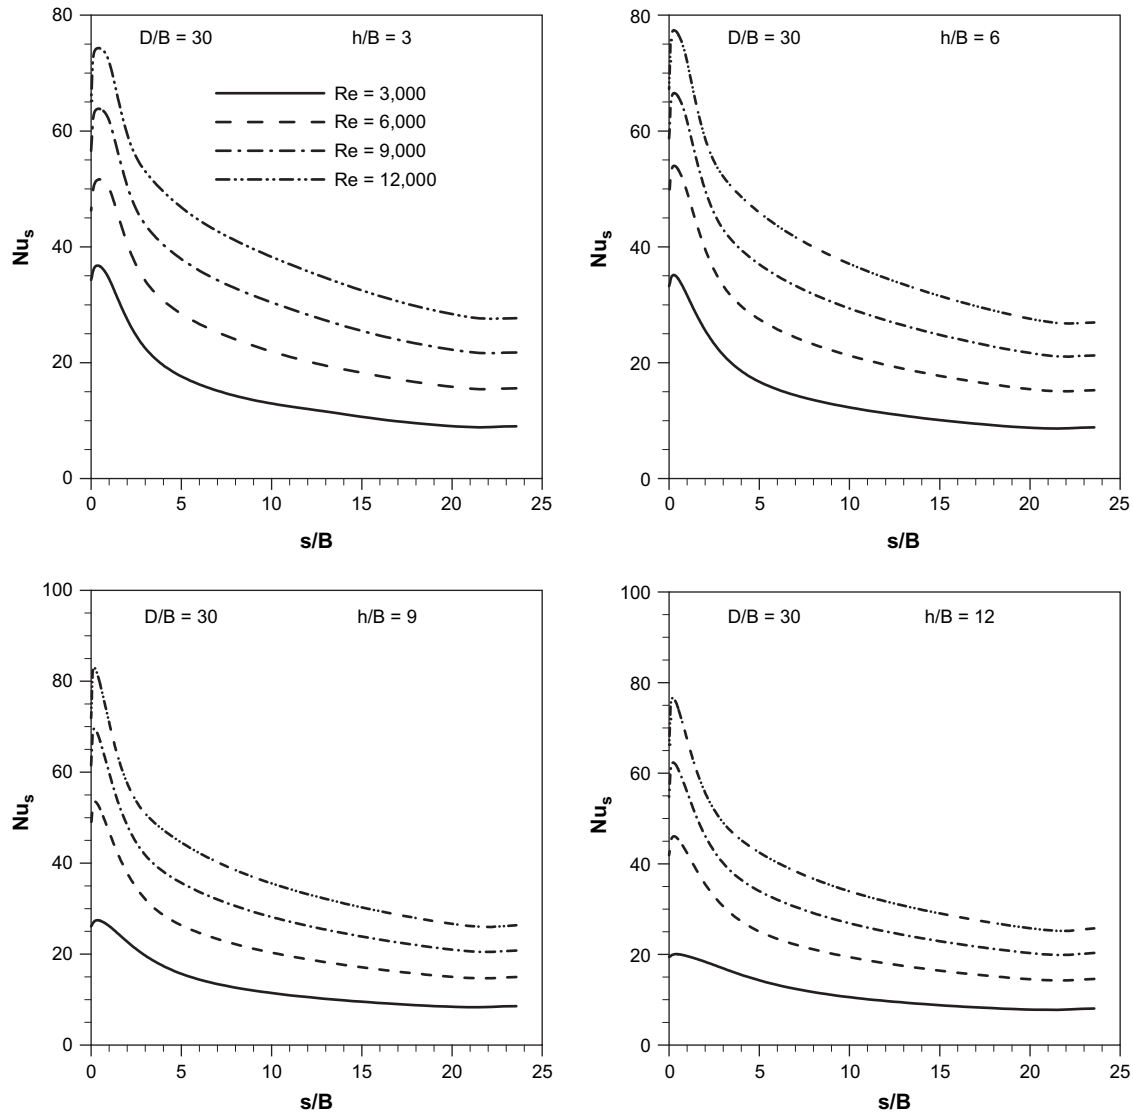 D/B = 30 h/B = 3
Re = 3,000
Re = 6,000
Re = 9,000
Re = 12,000
80
60
40
20
0
Nus
0 5 10 15 20 25
s/B
D/B = 30 h/B = 6
80
60
40
20
0
Nus
0 5 10 15 20 25
s/B
D/B = 30 h/B = 9
100
80
60
40
20
0
Nus
0 5 10 15 20 25
s/B
D/B = 30 h/B = 12
100
80
60
40
20
0
Nus
0 5 10 15 20 25
s/B